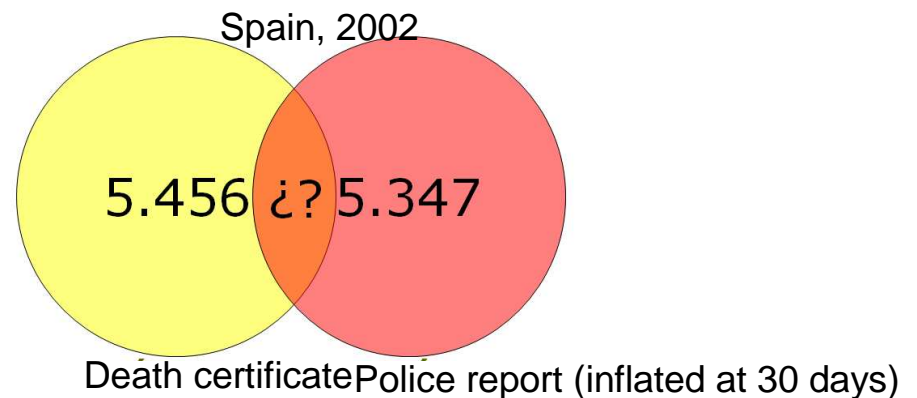 Spain, 2002
5.456 ¿? 5.347
Death certificate Police report (inflated at 30 days)